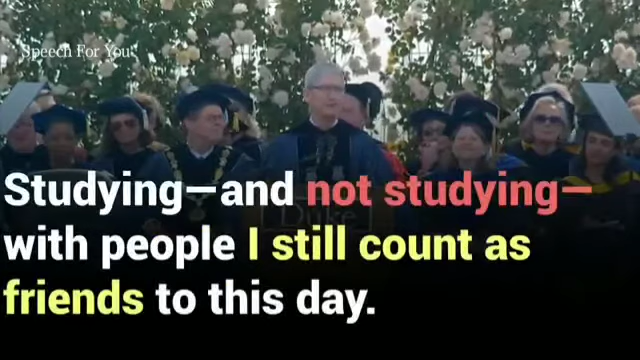 Speech For You
Duke
Studying—and not studying—
with people I still count as
friends to this day.